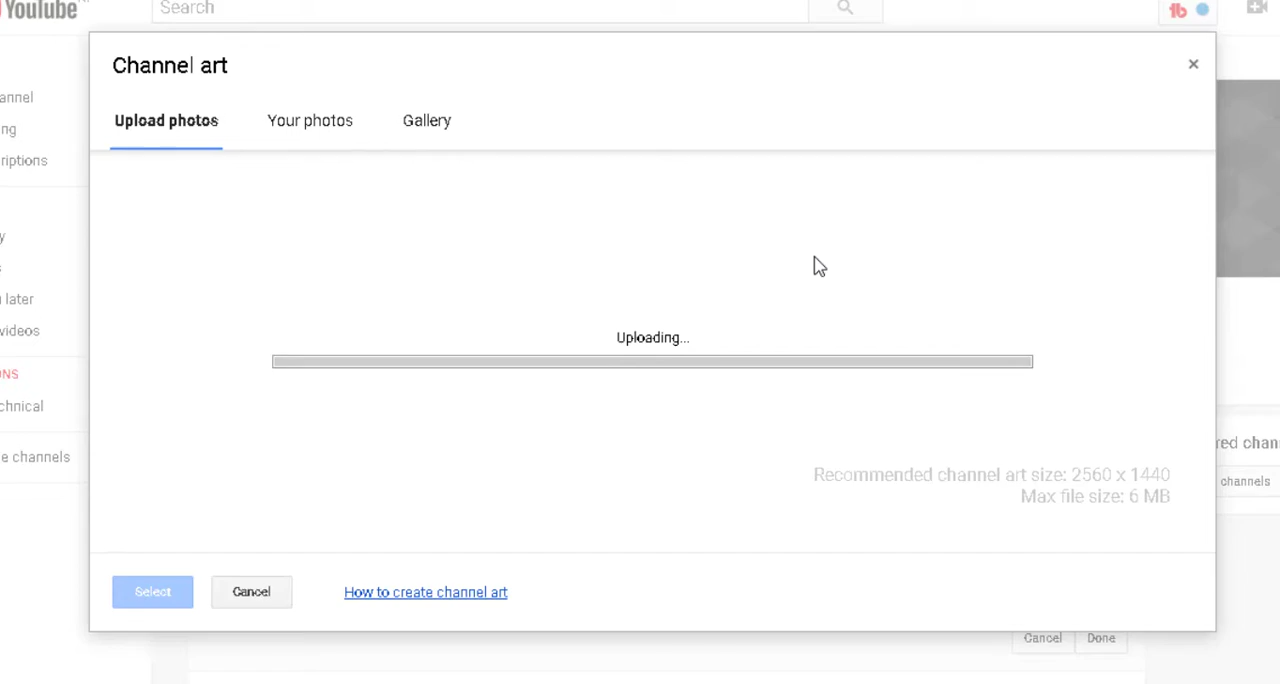 YouTube
Search
Channel art
Upload photos
Your photos
Gallery
Uploading...
Recommended channel art size: 2560 x 1440
Max file size: 6 MB
Select
Cancel
How to create channel art
Cancel
Done
annel
ng
riptions
y
s
later
videos
ONS
chnical
e channels
red chan
channels